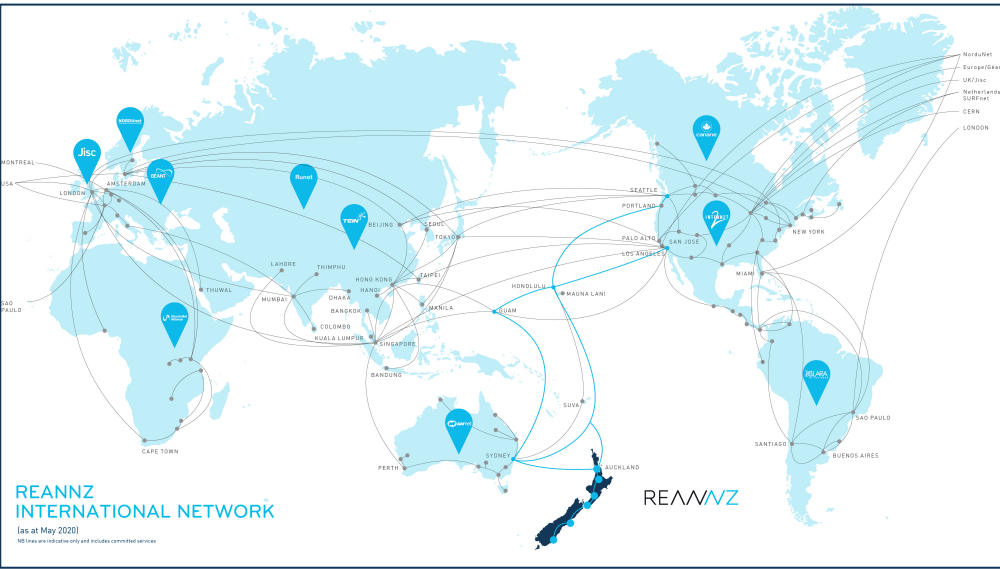 NorduNet
UK/Jisc
Netherlands
SURFnet
CERN
LONDON
NORDUnet
canarie
Jisc
MONTREAL
GÉANT
USA
AMSTERDAM
LONDON
Runet
SEATTLE
PORTLAND
TEIN
BEIJING
SEOUL
TOKYO
INTERNET
2
NEW YORK
PALO ALTO
SAN JOSE
LOS ANGELES
LAHORE
THIMPHU
HONG KONG
TAIPEI
MIAMI
THUWAL
HANOI
HONOLULU
MAUNA LANI
MUMBAI
DHAKA
SAO
PAULO
BANGKOK
MANILA
GUAM
COLOMBO
KUALA LUMPUR
SINGAPORE
BANDUNG
SUVA
SAO PAULO
SANTIAGO
CAPE TOWN
SYDNEY
BUENOS AIRES
PERTH
AUCKLAND
REANNZ
REANNZ
INTERNATIONAL NETWORK
(as at May 2020)
NB lines are indicative only and includes committed services